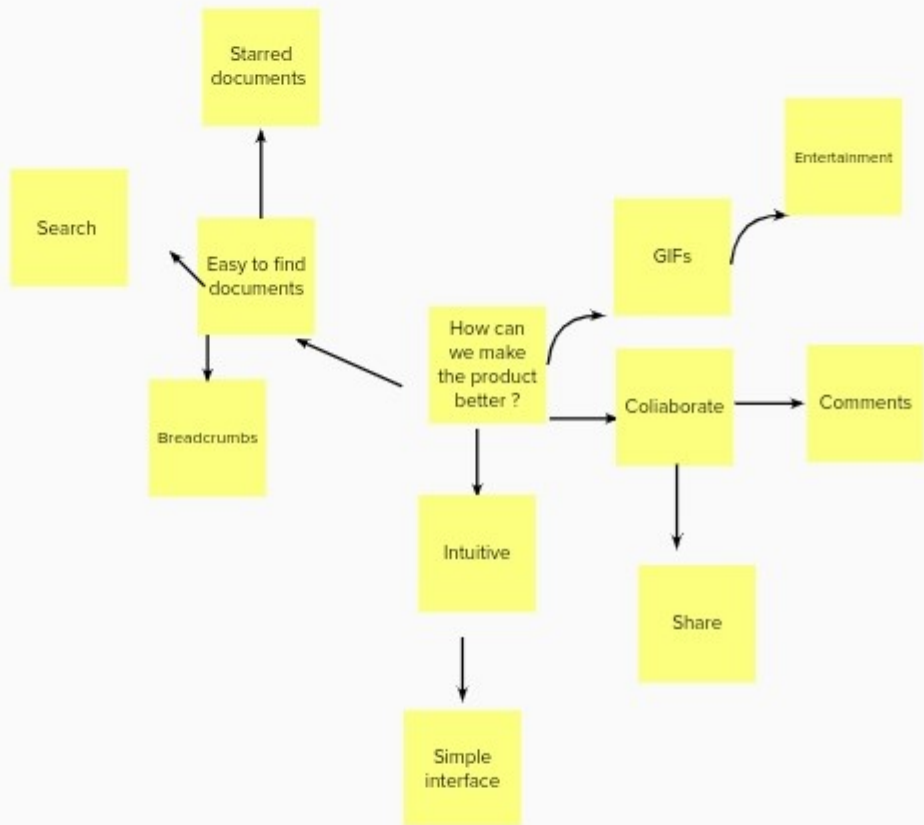 Starred
documents
Entertainment
Search
GIFs
Easy to find
documents
How can
we make
the product
better ?
Coliaborate
Comments
Breadcrumbs
Intuitive
Share
Simple
interface